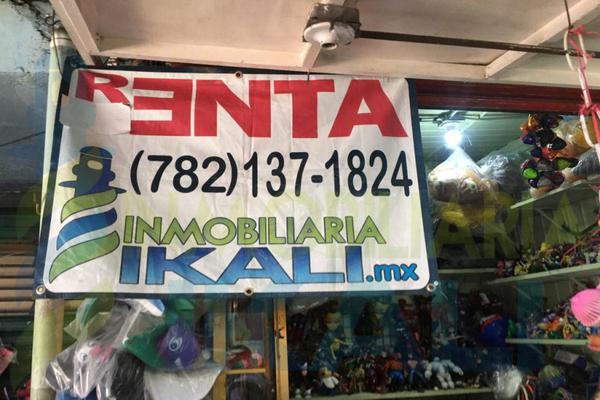 RENTA
(782)137-1824
INMOBILIARIA
IKALI.mx